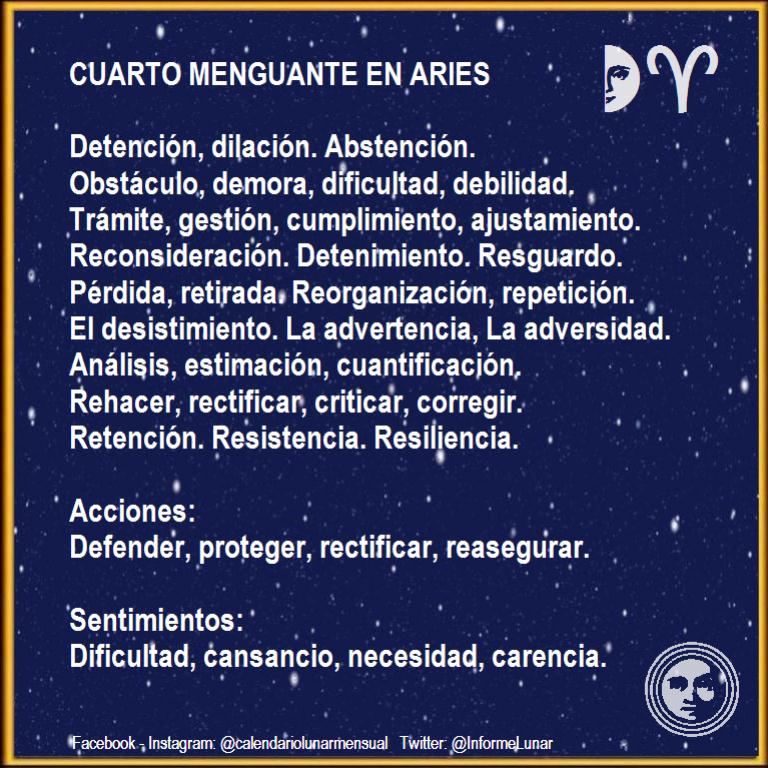 CUARTO MENGUANTE EN ARIES
Detención, dilación. Abstención.
Obstáculo, demora, dificultad, debilidad.
Trámite, gestión, cumplimiento, ajustamiento.
Reconsideración. Detenimiento. Resguardo.
Pérdida, retirada. Reorganización, repetición.
El desistimiento. La advertencia, La adversidad.
Análisis, estimación, cuantificación.
Rehacer, rectificar, criticar, corregir.
Retención. Resistencia. Resiliencia.
Acciones:
Defender, proteger, rectificar, reasegurar.
Sentimientos:
Dificultad, cansancio, necesidad, carencia.
Facebook - Instagram: @calendariolunarmensual Twitter: @InformeLunar